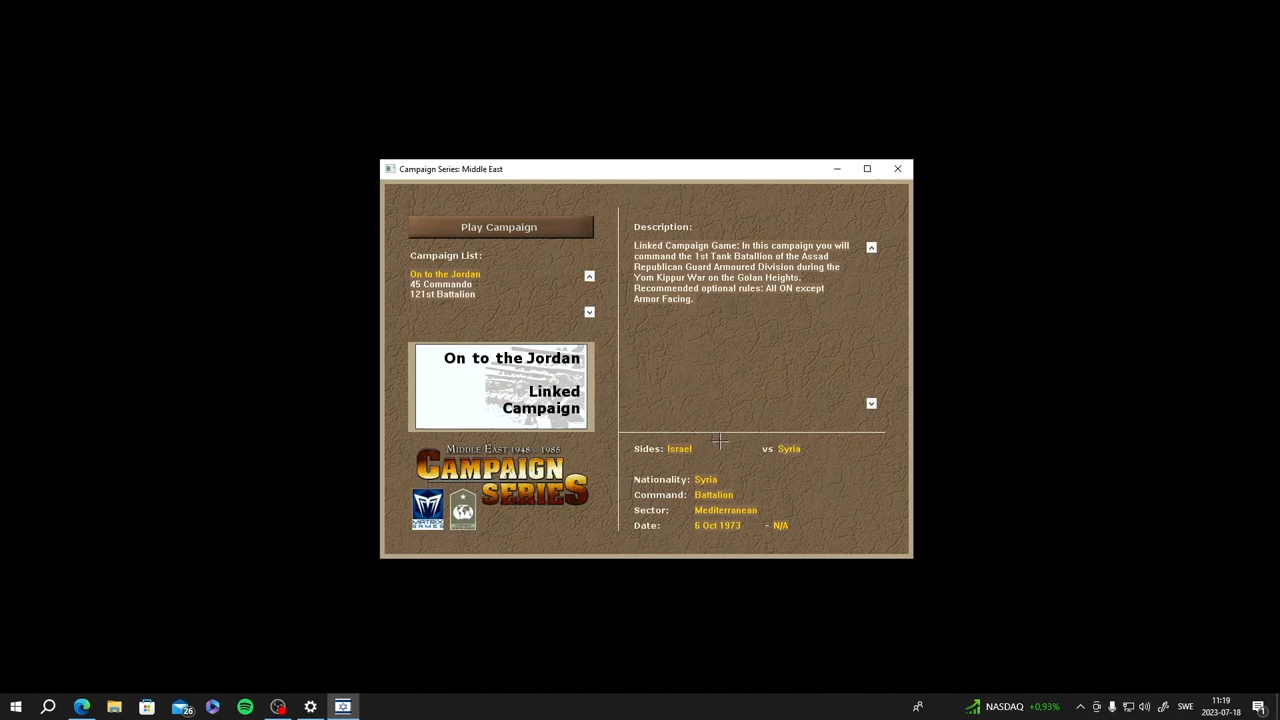 Campaign Series: Middle East
Play Campaign
Campaign List:
On to the Jordan
45 Commando
121st Battalion
On to the Jordan
Linked
Campaign
MIDDLE EAST 1948 - 1985
CAMPAIGN
SERIES
MATRIX
GAMES
Description:
Linked Campaign Game: In this campaign you will
command the 1st Tank Batallion of the Assad
Republican Guard Armoured Division during the
Yom Kippur War on the Golan Heights.
Recommended optional rules: All ON except
Armor Facing.
Sides: Israel vs Syria
Nationality: Syria
Command: Battalion
Sector: Mediterranean
Date: 6 Oct 1973 - N/A
26
NASDAQ +0,93%
SWE
11:19
2023-07-18
1